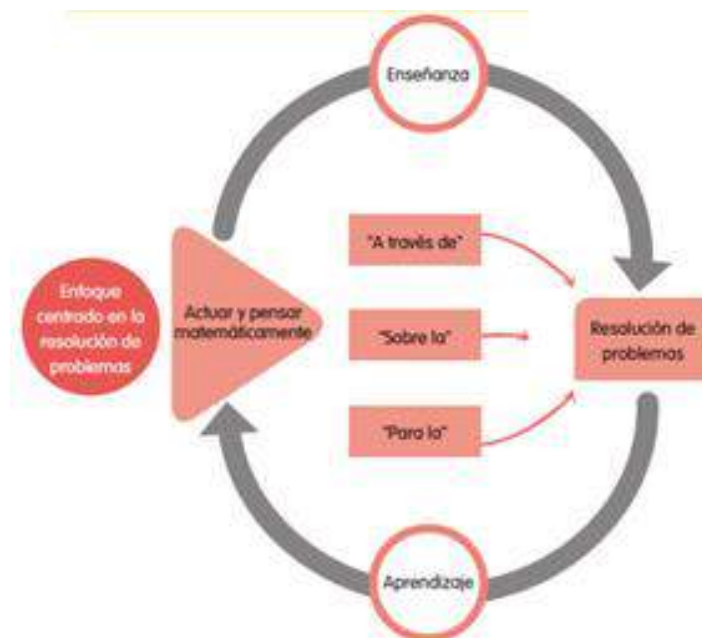 Enseñanza
"A través de"
Enfoque
centrado en la
resolución de
problemas
Actuar y pensar
matemáticamente
"Sobre la"
Resolución de
problemas
"Para la"
Aprendizaje